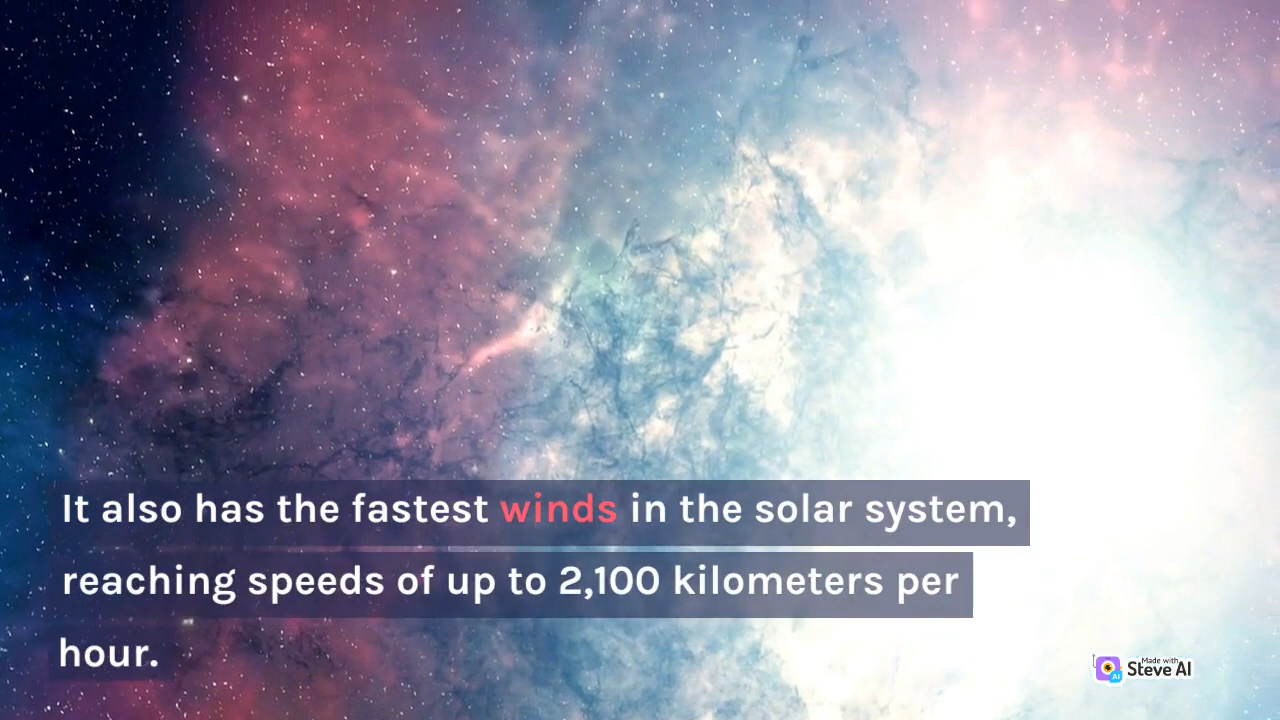 It also has the fastest winds in the solar system,
reaching speeds of up to 2,100 kilometers per
hour.
Made with
Steve AI
AI